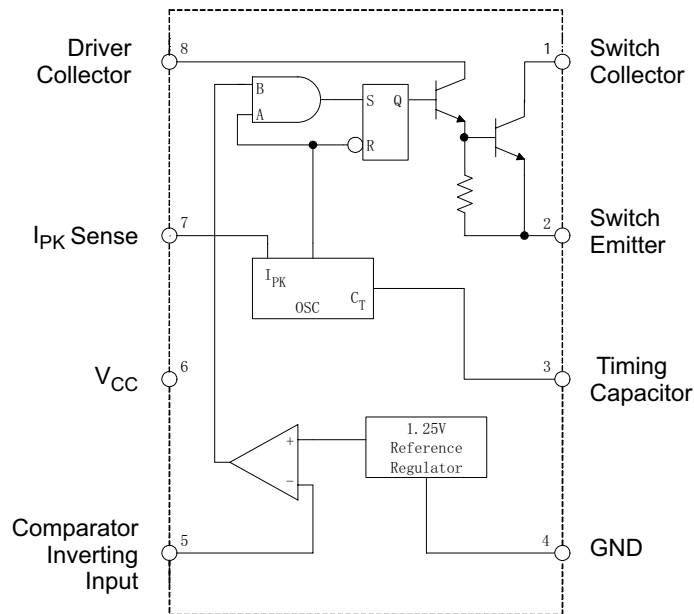 Driver
Collector
8
1
Switch
Collector
B
A
S Q
R
I_PK Sense
7
2
Switch
Emitter
I_PK
C_T
OSC
V_CC
6
3
Timing
Capacitor
1.25V
Reference
Regulator
+
−
Comparator
Inverting
Input
5
4
GND